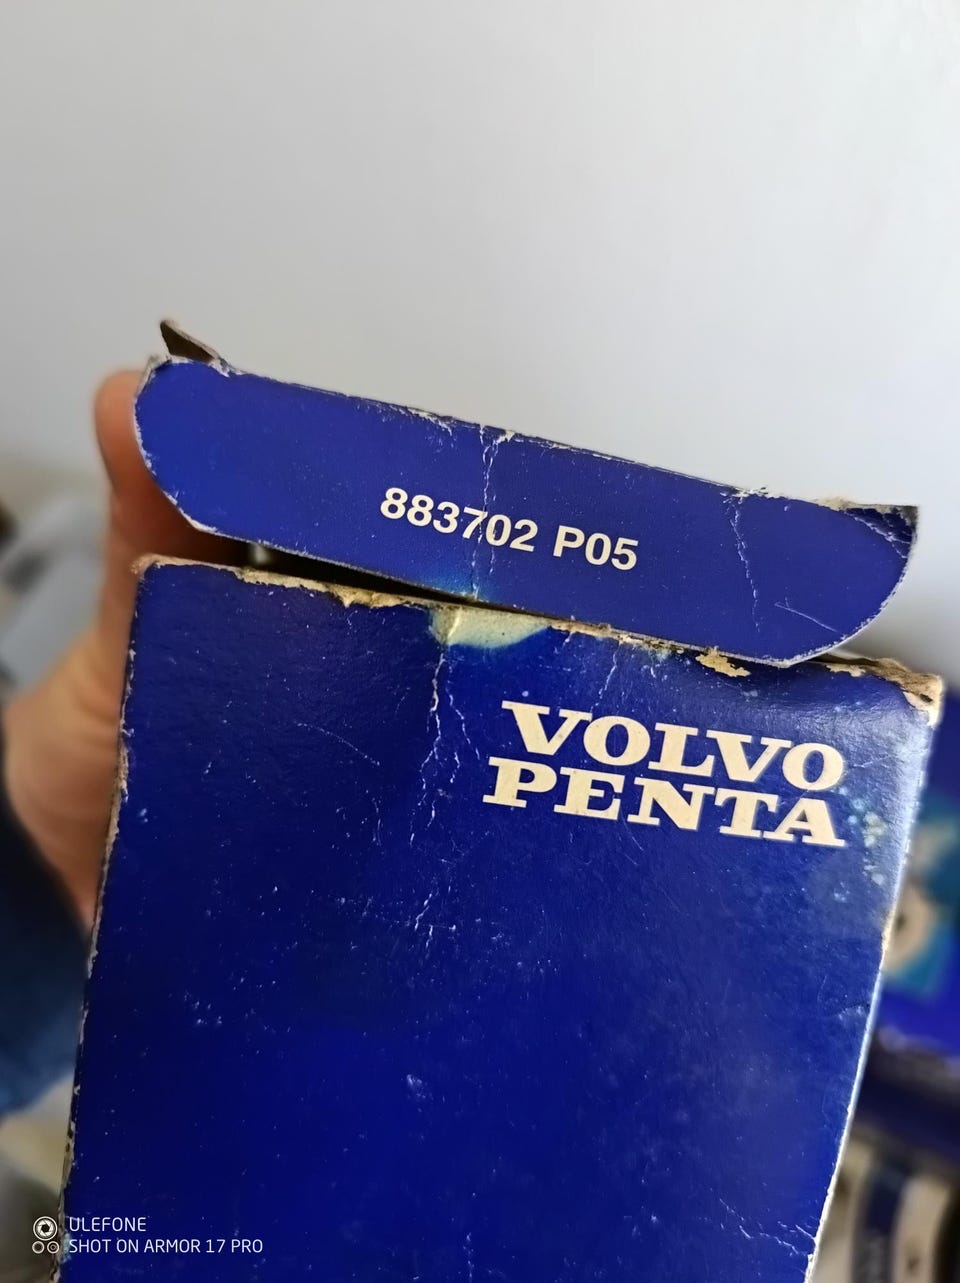 883702 P05
VOLVO
PENTA
ULEFONE
SHOT ON ARMOR 17 PRO